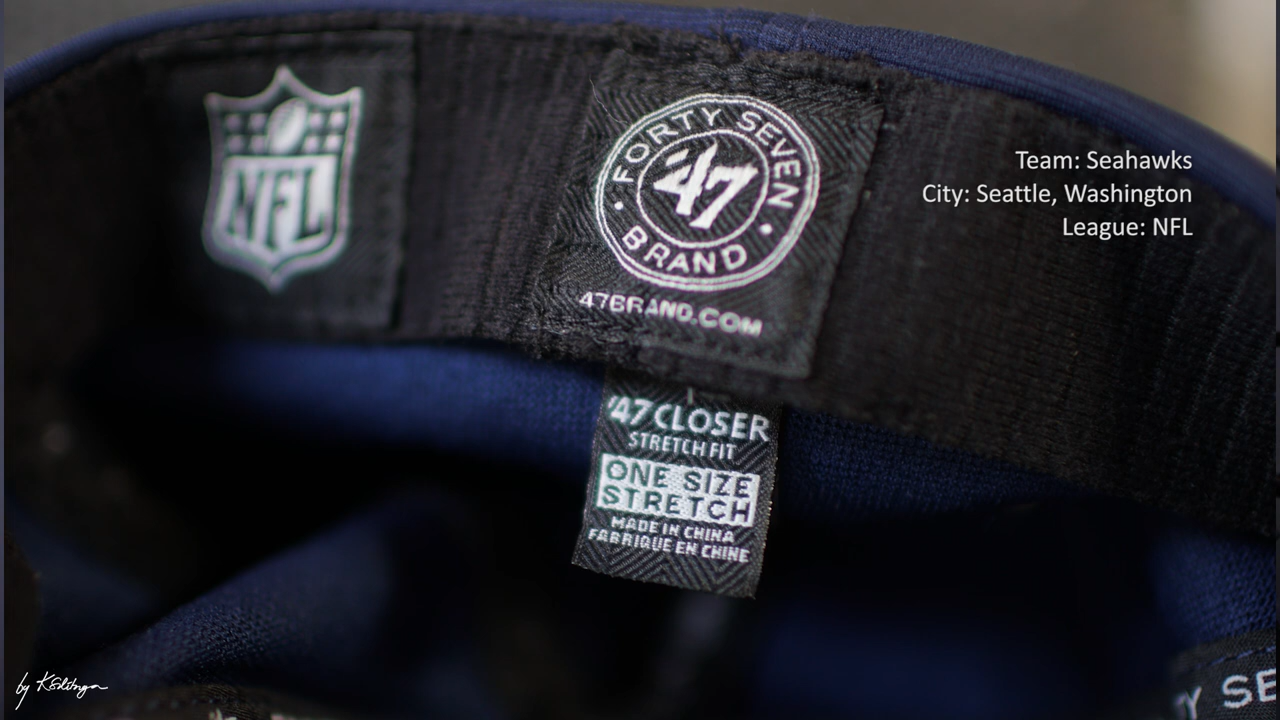 NFL
FORTY SEVEN
47
BRAND
47BRAND.COM
Team: Seahawks
City: Seattle, Washington
League: NFL
'47 CLOSER
STRETCH FIT
ONE SIZE
STRETCH
MADE IN CHINA
FABRIQUE EN CHINE
by
Y SE